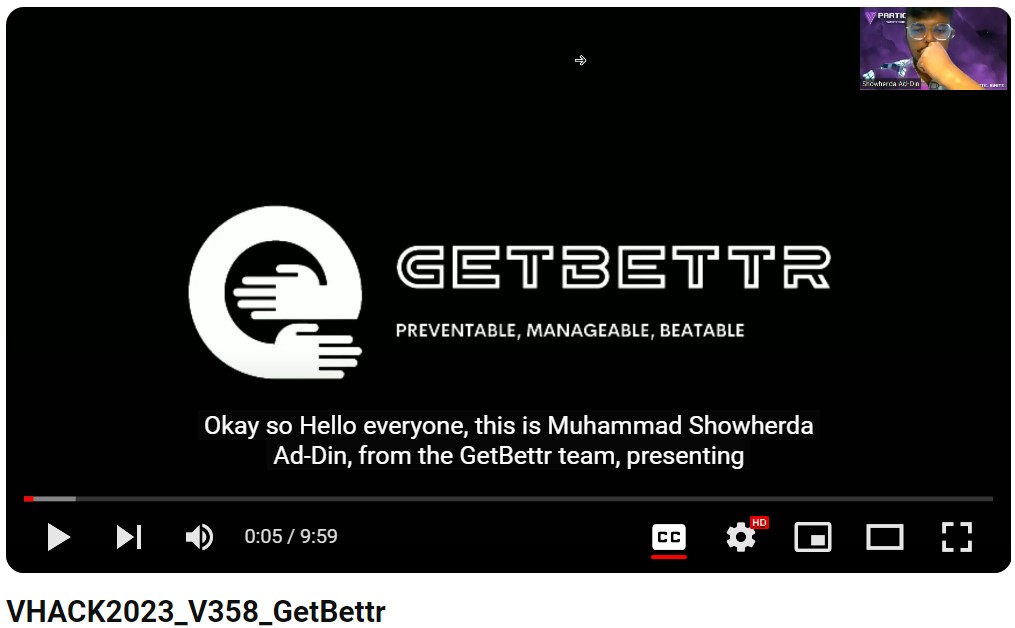 Showherda Ad-Din
GETBETTR
PREVENTABLE, MANAGEABLE, BEATABLE
Okay so Hello everyone, this is Muhammad Showherda
Ad-Din, from the GetBettr team, presenting
0:05 / 9:59
CC
HD
VHACK2023_V358_GetBettr